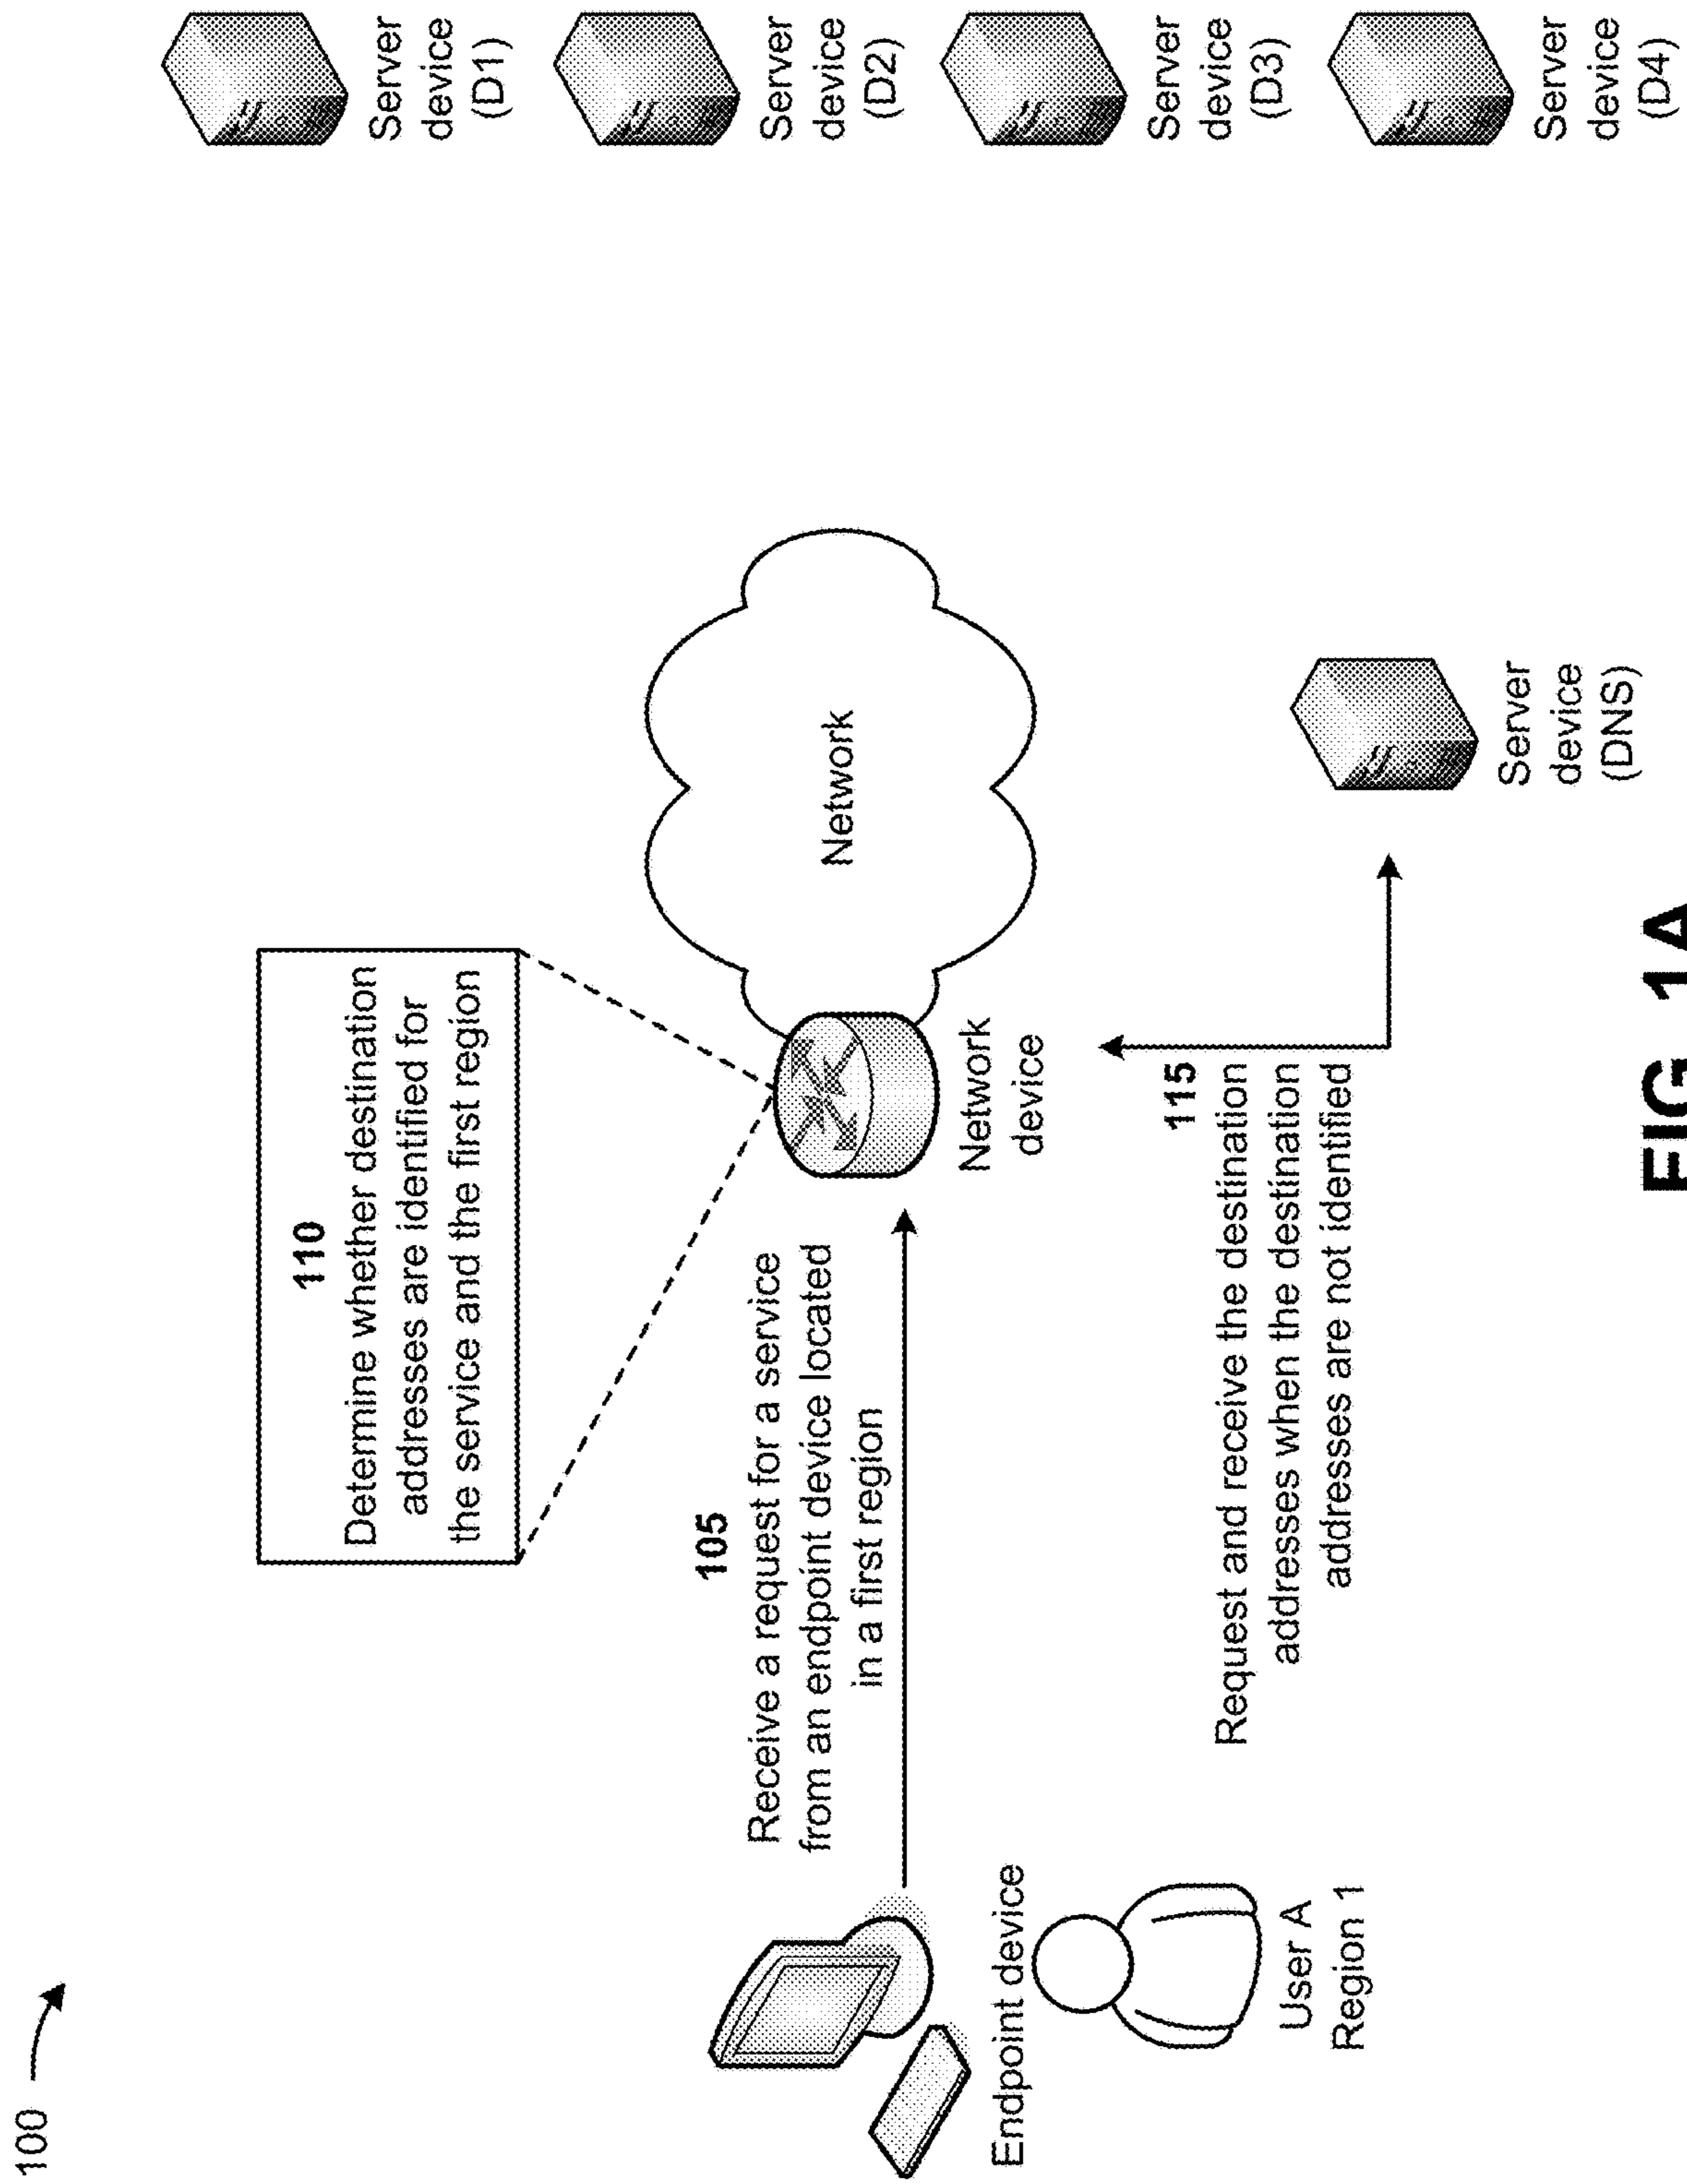 100
110
Determine whether destination
addresses are identified for
the service and the first region
105
Receive a request for a service
from an endpoint device located
in a first region
Endpoint device
User A
Region 1
Network
device
Network
115
Request and receive the destination
addresses when the destination
addresses are not identified
Server
device
(DNS)
Server
device
(D1)
Server
device
(D2)
Server
device
(D3)
Server
device
(D4)
FIG. 1A